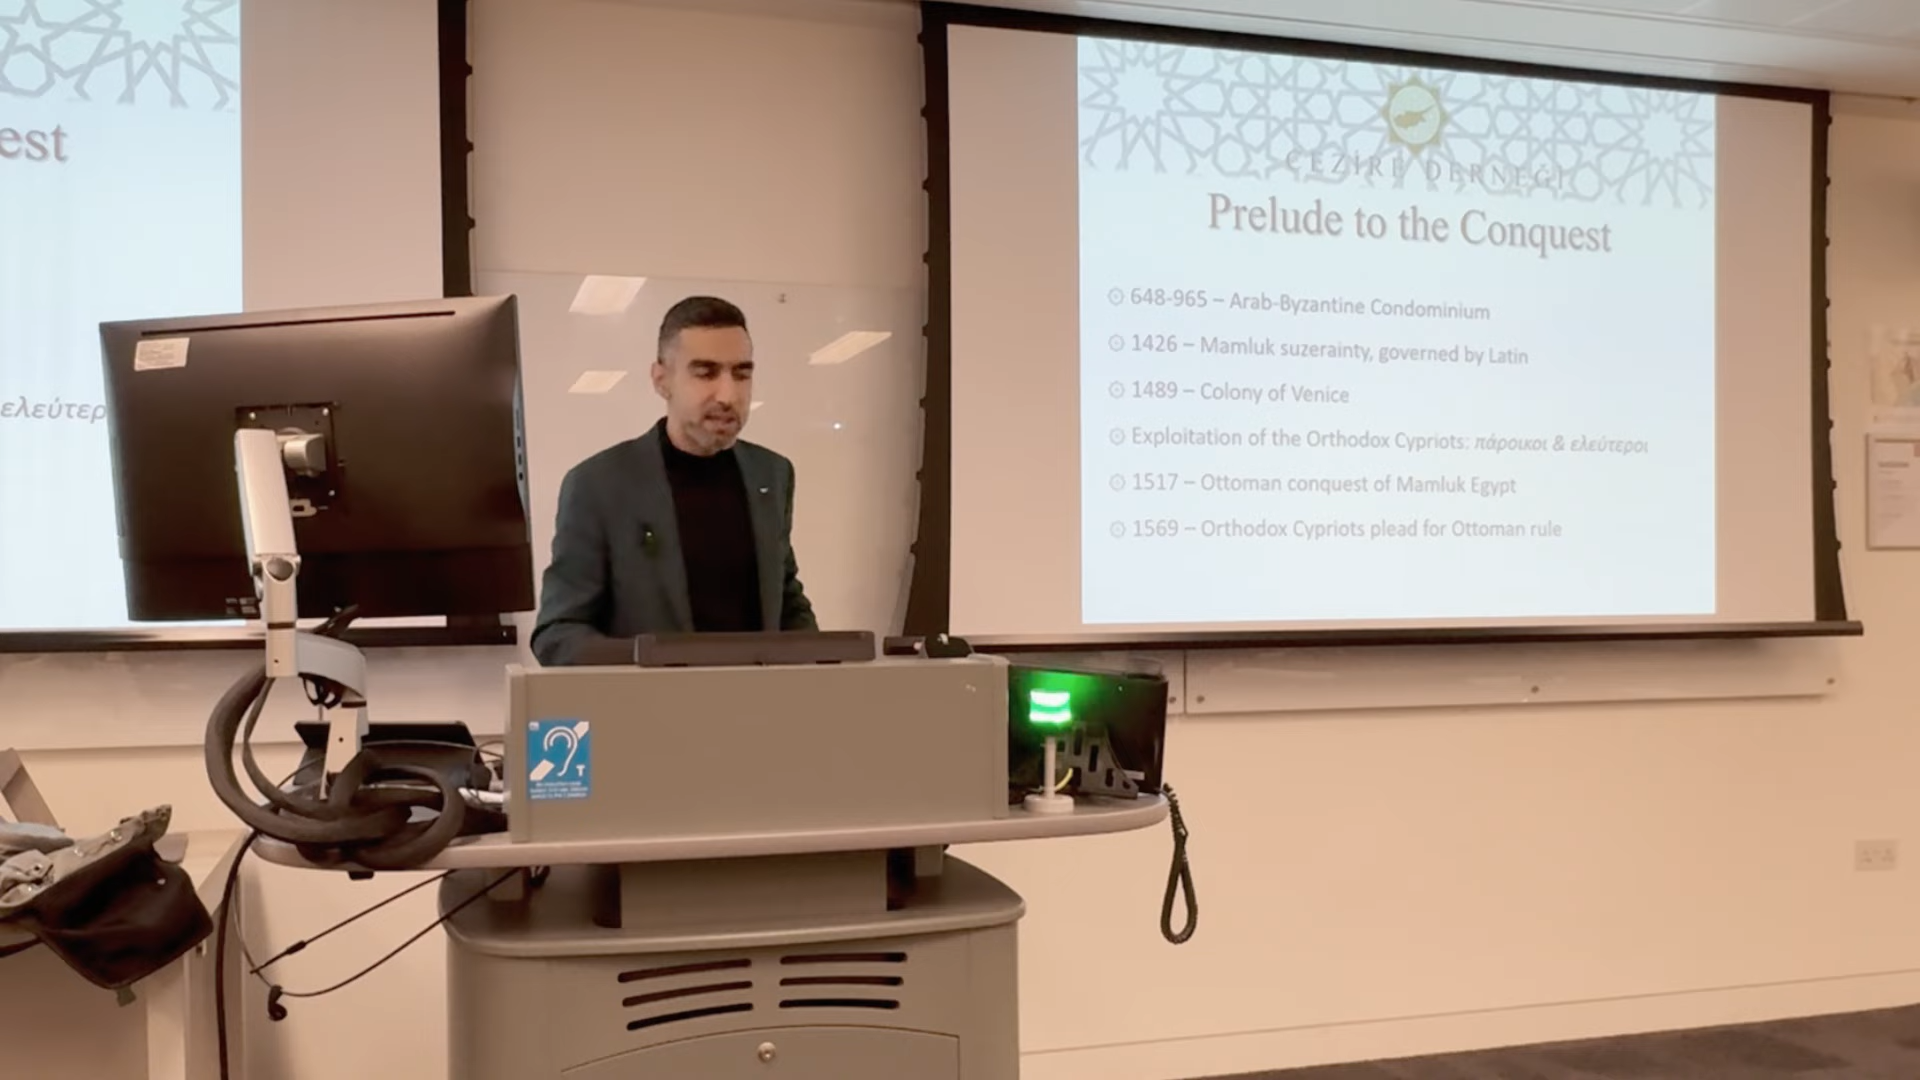 est
ελεύτερ
CEZİRE DERNEĞİ
Prelude to the Conquest
648-965 – Arab-Byzantine Condominium
1426 – Mamluk suzerainty, governed by Latin
1489 – Colony of Venice
Exploitation of the Orthodox Cypriots: πάροικοι & ελεύτεροι
1517 – Ottoman conquest of Mamluk Egypt
1569 – Orthodox Cypriots plead for Ottoman rule
T